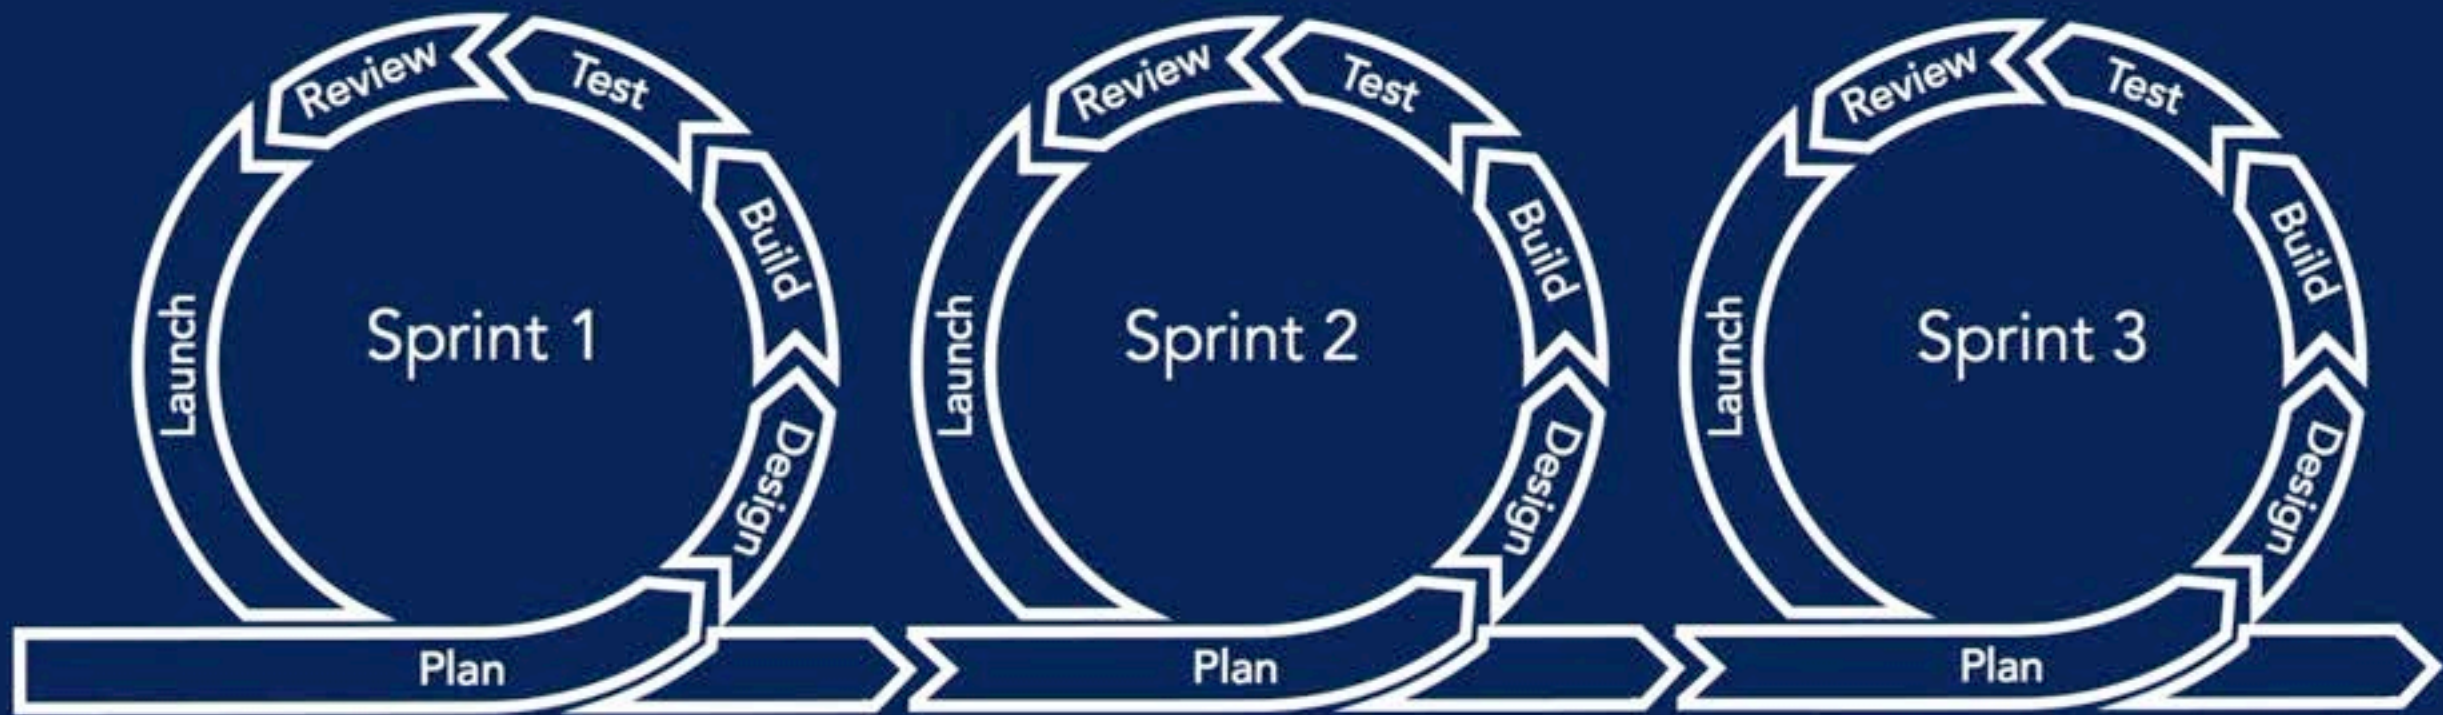 Sprint 1
Plan
Design
Build
Test
Review
Launch
Sprint 2
Plan
Design
Build
Test
Review
Launch
Sprint 3
Plan
Design
Build
Test
Review
Launch